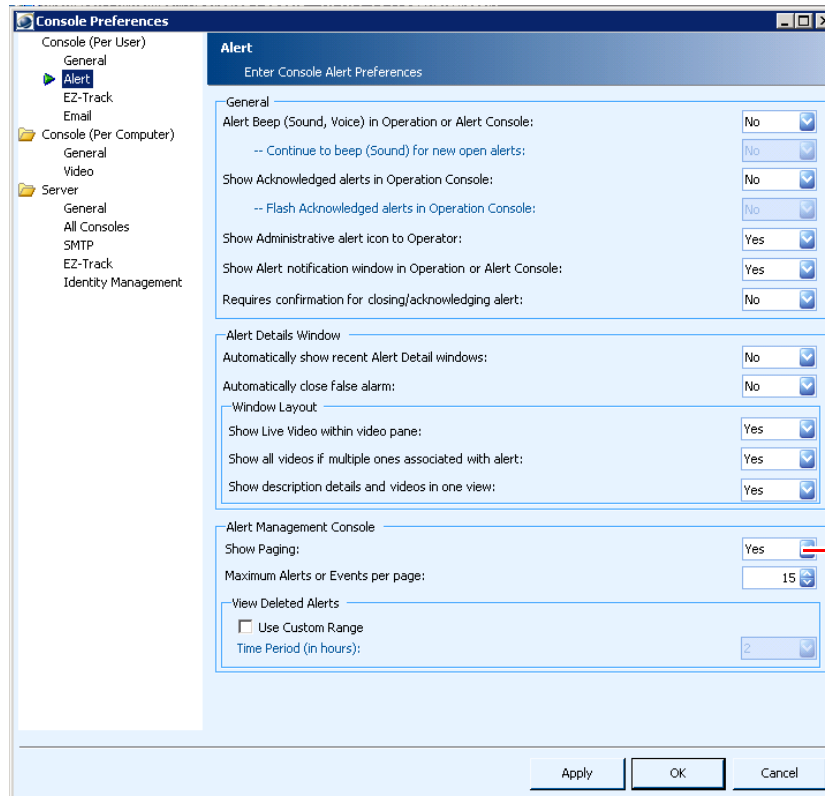 Console Preferences
Console (Per User)
General
Alert
EZ-Track
Email
Console (Per Computer)
General
Video
Server
General
All Consoles
SMTP
EZ-Track
Identity Management
Alert
Enter Console Alert Preferences
General
Alert Beep (Sound, Voice) in Operation or Alert Console: No
-- Continue to beep (Sound) for new open alerts: No
Show Acknowledged alerts in Operation Console: No
-- Flash Acknowledged alerts in Operation Console: No
Show Administrative alert icon to Operator: Yes
Show Alert notification window in Operation or Alert Console: Yes
Requires confirmation for closing/acknowledging alert: No
Alert Details Window
Automatically show recent Alert Detail windows: No
Automatically close false alarm: No
Window Layout
Show Live Video within video pane: Yes
Show all videos if multiple ones associated with alert: Yes
Show description details and videos in one view: Yes
Alert Management Console
Show Paging: Yes
Maximum Alerts or Events per page: 15
View Deleted Alerts
Use Custom Range
Time Period (in hours): 2
Apply OK Cancel